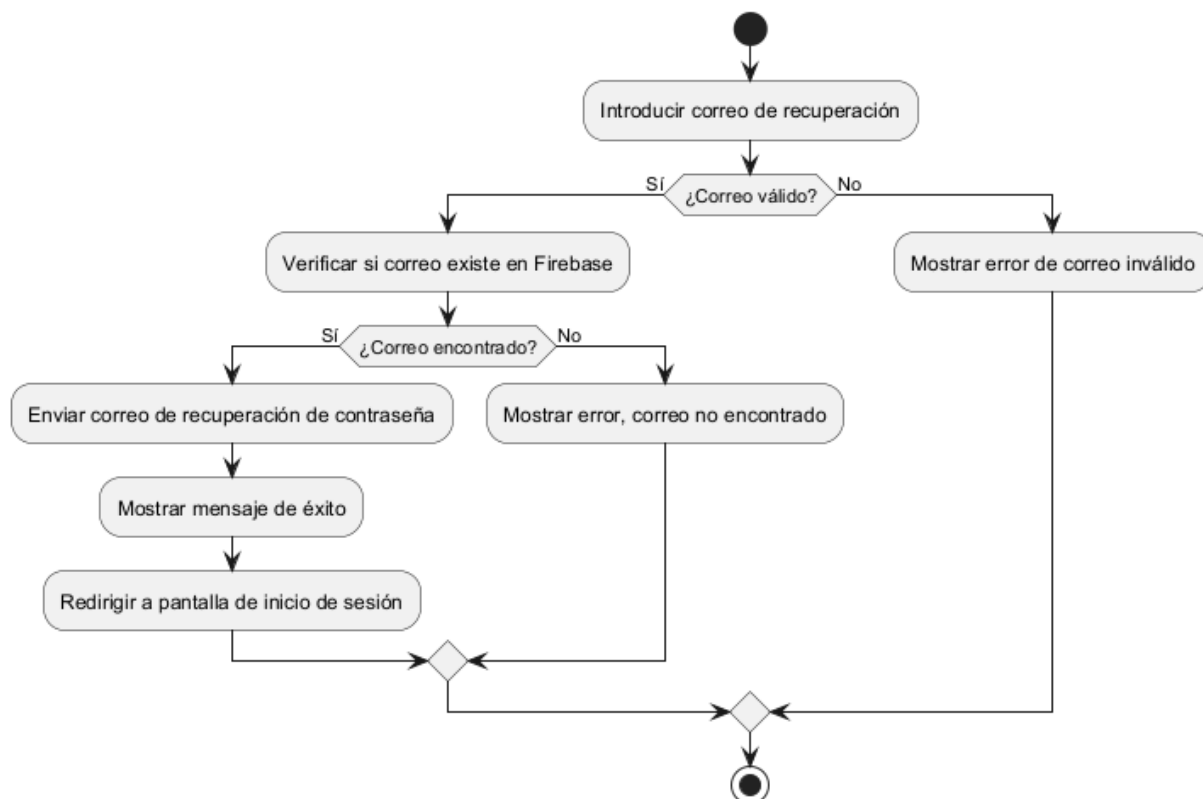 Introducir correo de recuperación
Sí
¿Correo válido?
No
Verificar si correo existe en Firebase
Mostrar error de correo inválido
Sí
¿Correo encontrado?
No
Enviar correo de recuperación de contraseña
Mostrar error, correo no encontrado
Mostrar mensaje de éxito
Redirigir a pantalla de inicio de sesión